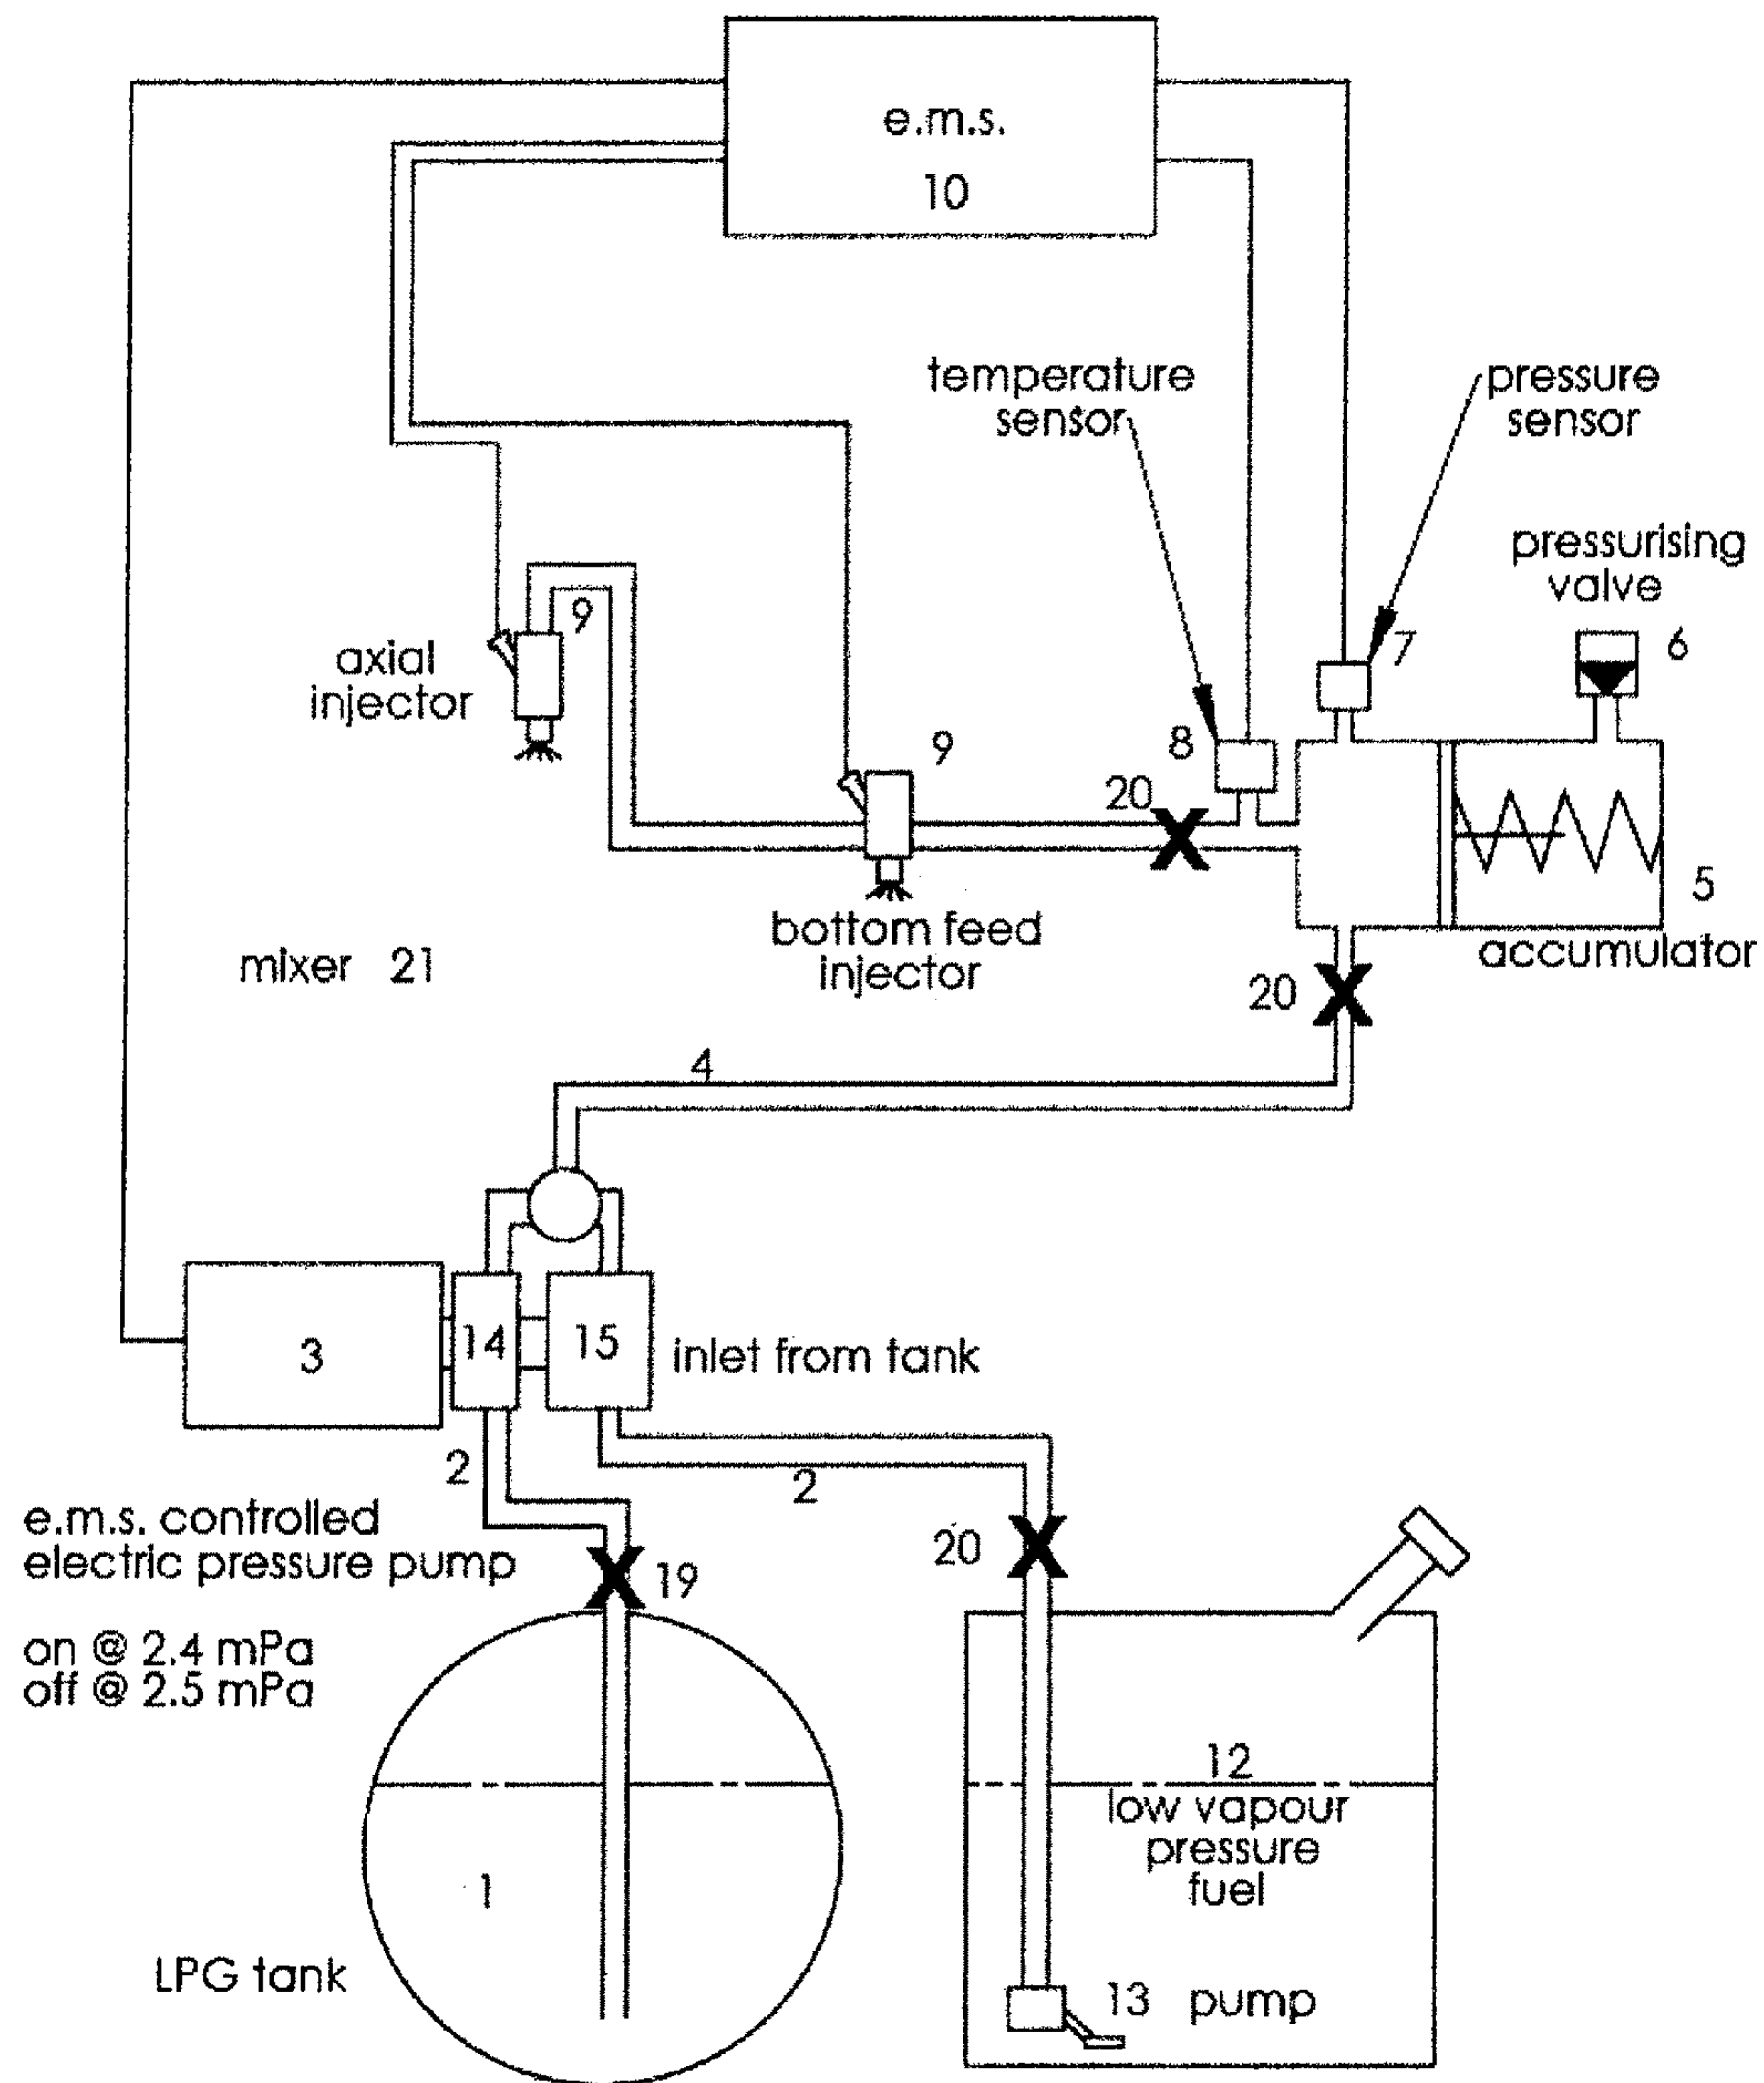 e.m.s.
10
temperature
sensor
pressure
sensor
pressurising
valve
6
7
9
axial
injector
8
9
20
5
accumulator
bottom feed
injector
mixer 21
20
4
3
14
15
inlet from tank
2
2
e.m.s. controlled
electric pressure pump
20
19
on @ 2.4 mPa
off @ 2.5 mPa
12
low vapour
pressure
fuel
1
LPG tank
13 pump